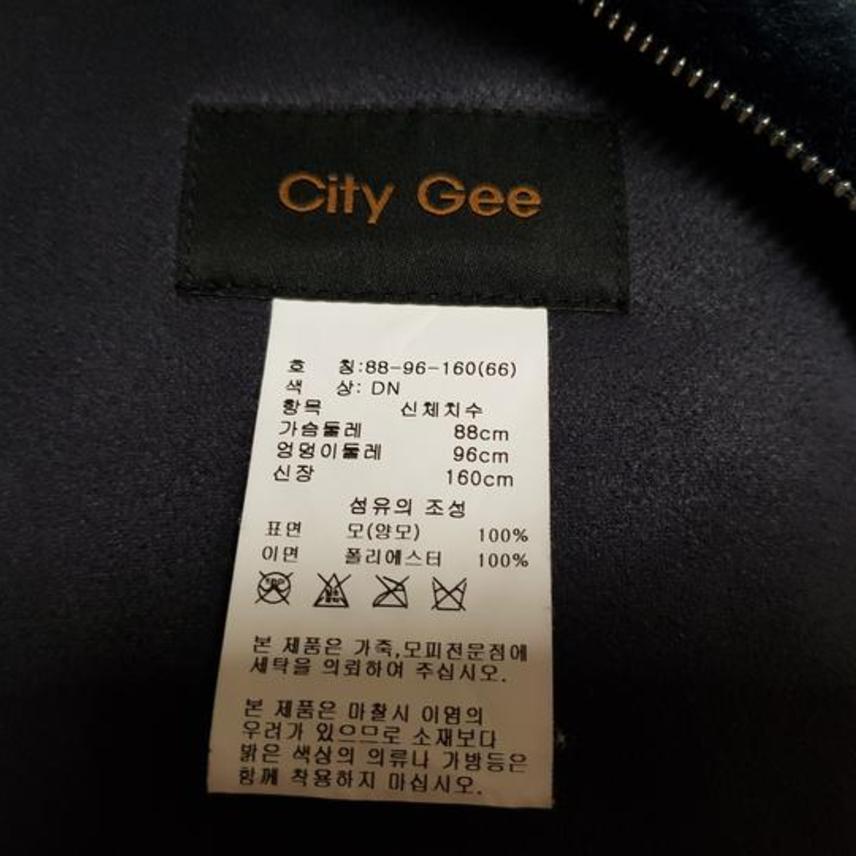 City Gee
호 칭:88-96-160(66)
색 상: DN
항목 신체치수
가슴둘레 88cm
엉덩이둘레 96cm
신장 160cm
섬유의 조성
표면 모(양모) 100%
이면 폴리에스터 100%
본 제품은 가죽,모피전문점에
세탁을 의뢰하여 주십시오.
본 제품은 마찰시 이염의
우려가 있으므로 소재보다
밝은 색상의 의류나 가방등은
함께 착용하지 마십시오.